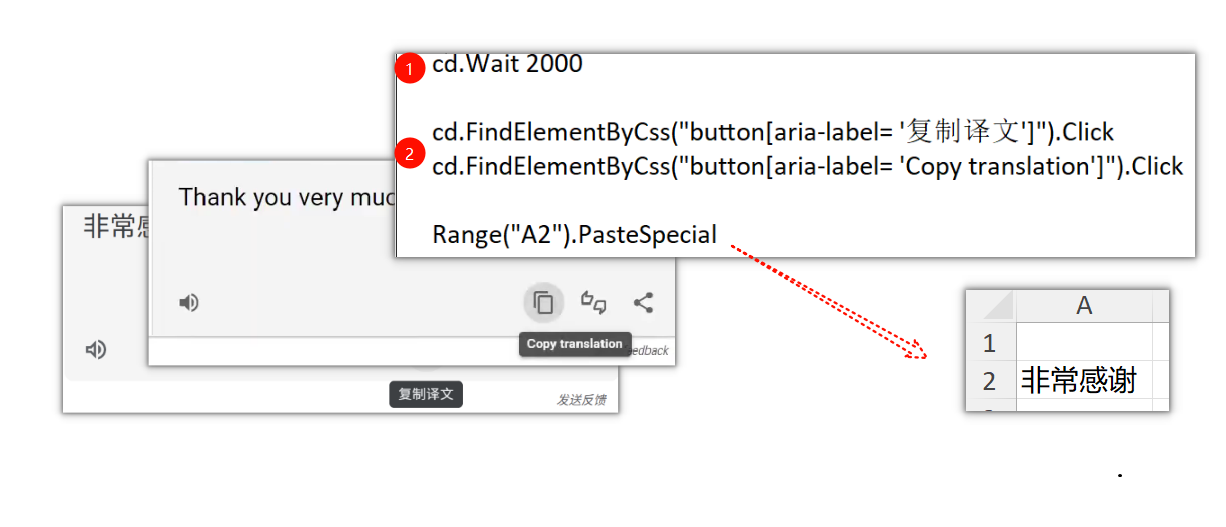 1
cd.Wait 2000
cd.FindElementByCss("button[aria-label= '复制译文']").Click
2
cd.FindElementByCss("button[aria-label= 'Copy translation']").Click
Range("A2").PasteSpecial
Thank you very muc
Copy translation
edback
非常感
复制译文
发送反馈
A
1
2 非常感谢